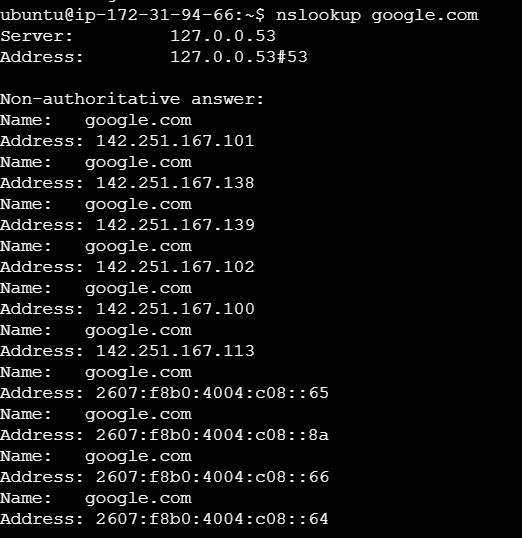 ubuntu@ip-172-31-94-66:~$ nslookup google.com
Server:         127.0.0.53
Address:        127.0.0.53#53
Non-authoritative answer:
Name:   google.com
Address: 142.251.167.101
Name:   google.com
Address: 142.251.167.138
Name:   google.com
Address: 142.251.167.139
Name:   google.com
Address: 142.251.167.102
Name:   google.com
Address: 142.251.167.100
Name:   google.com
Address: 142.251.167.113
Name:   google.com
Address: 2607:f8b0:4004:c08::65
Name:   google.com
Address: 2607:f8b0:4004:c08::8a
Name:   google.com
Address: 2607:f8b0:4004:c08::66
Name:   google.com
Address: 2607:f8b0:4004:c08::64